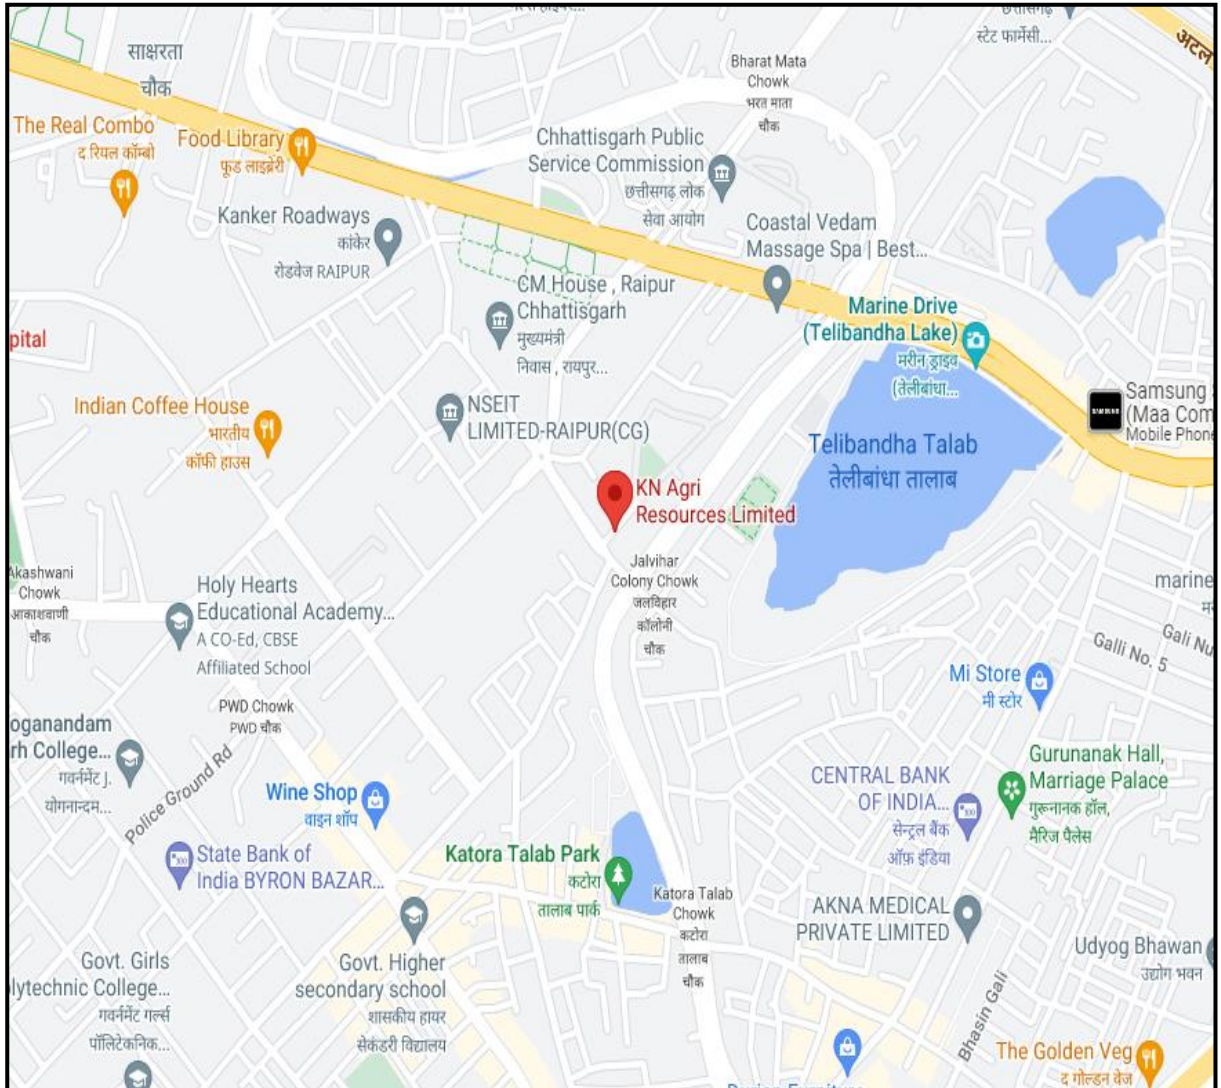 छत्तीसगढ़
स्टेट फार्मेसी...
अटल
साक्षरता
चौक
Bharat Mata
Chowk
भरत माता
चौक
The Real Combo
द रियल कॉम्बो
Food Library
फूड लाइब्रेरी
Chhattisgarh Public
Service Commission
छत्तीसगढ़ लोक
सेवा आयोग
Kanker Roadways
कांकेर
रोडवेज RAIPUR
Coastal Vedam
Massage Spa | Best...
CM House , Raipur
Chhattisgarh
मुख्यमंत्री
निवास , रायपुर...
Marine Drive
(Telibandha Lake)
मरीन ड्राइव
(तेलीबांधा...
pital
Samsung
(Maa Com
Mobile Phone
SAMSUNG
Indian Coffee House
भारतीय
कॉफी हाउस
NSEIT
LIMITED-RAIPUR(CG)
Telibandha Talab
तेलीबांधा तालाब
KN Agri
Resources Limited
Jalvihar
Colony Chowk
जलविहार
कॉलोनी
चौक
Akashwani
Chowk
आकाशवाणी
चौक
Holy Hearts
Educational Academy...
A CO-Ed, CBSE
Affiliated School
marine
Galli No. 5
Gali Nu
Mi Store
मी स्टोर
PWD Chowk
PWD चौक
oganandam
rh College...
गवर्नमेंट J.
योगनान्दम...
Police Ground Rd
Wine Shop
वाइन शॉप
CENTRAL BANK
OF INDIA...
सेन्ट्रल बैंक
ऑफ़ इंडिया
Gurunanak Hall,
Marriage Palace
गुरूनानक हॉल,
मैरिज पैलेस
State Bank of
India BYRON BAZAR...
Katora Talab Park
कटोरा
तालाब पार्क
Katora Talab
Chowk
कटोरा
तालाब
चौक
AKNA MEDICAL
PRIVATE LIMITED
Udyog Bhawan
उद्योग भवन
Govt. Girls
lytechnic College...
गवर्नमेंट गर्ल्स
पॉलिटेकनिक...
Govt. Higher
secondary school
शासकीय हायर
सेकंडरी विद्यालय
Bhasin Gali
The Golden Veg
द गोल्डन वेज